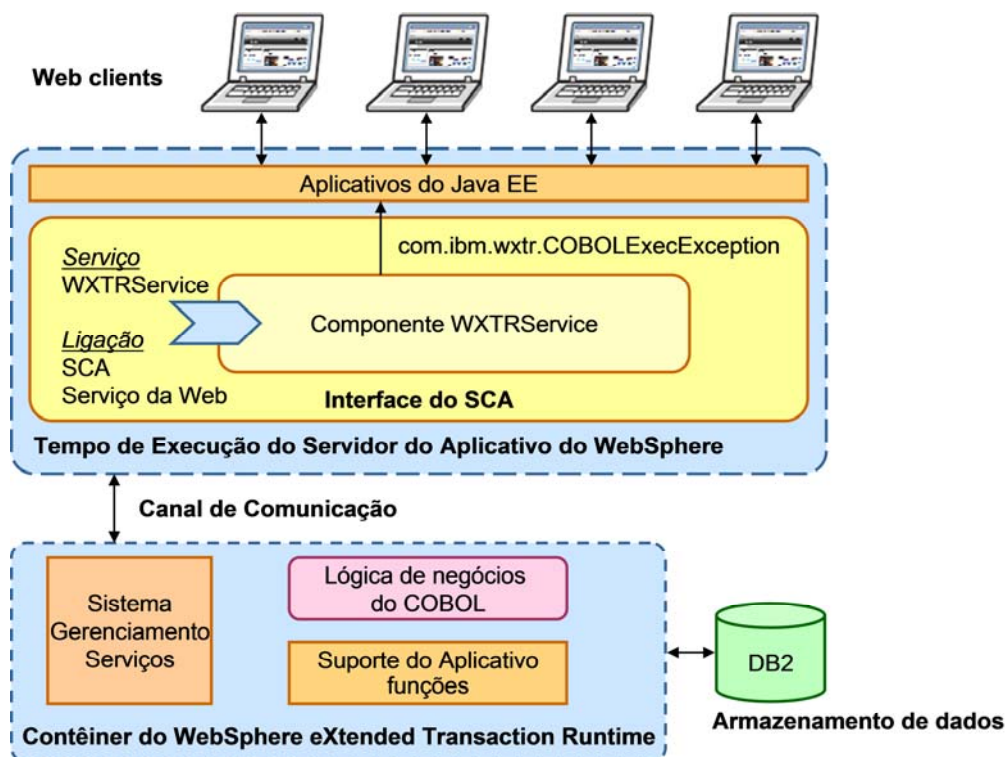 Web clients
Aplicativos do Java EE
com.ibm.wxtr.COBOLExecException
Serviço
WXTRService
Ligação
SCA
Serviço da Web
Componente WXTRService
Interface do SCA
Tempo de Execução do Servidor do Aplicativo do WebSphere
Canal de Comunicação
Sistema
Gerenciamento
Serviços
Lógica de negócios
do COBOL
Suporte do Aplicativo
funções
Contêiner do WebSphere eXtended Transaction Runtime
DB2
Armazenamento de dados